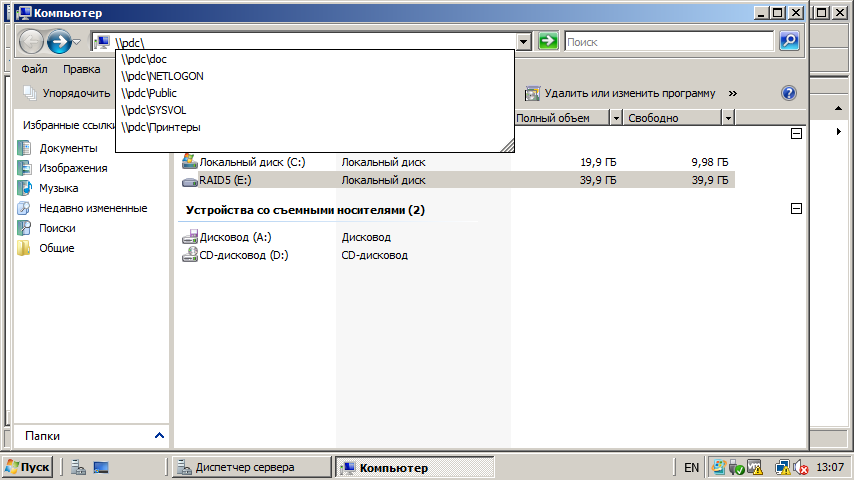 Компьютер
\\pdc\
Поиск
\\pdc\doc
\\pdc\NETLOGON
\\pdc\Public
\\pdc\SYSVOL
\\pdc\Принтеры
Файл Правка
Упорядочить
Удалить или изменить программу »
Избранные ссылки
Полный объем Свободно
Документы
Изображения
Музыка
Недавно измененные
Поиски
Общие
Локальный диск (C:) Локальный диск 19,9 ГБ 9,98 ГБ
RAID5 (E:) Локальный диск 39,9 ГБ 39,9 ГБ
Устройства со съемными носителями (2)
Дисковод (A:) Дисковод
CD-дисковод (D:) CD-дисковод
Папки
Пуск Диспетчер сервера Компьютер EN 13:07